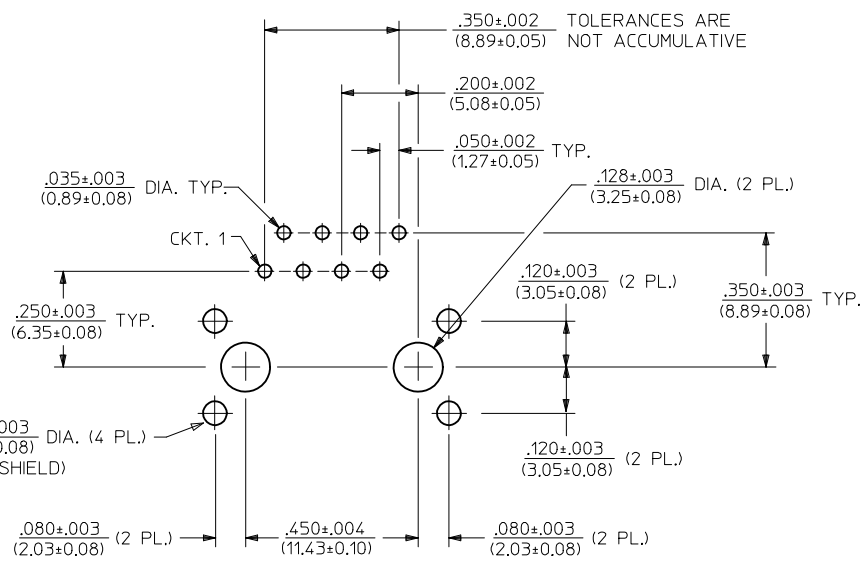 .350±.002 TOLERANCES ARE
(8.89±0.05) NOT ACCUMULATIVE
.200±.002
(5.08±0.05)
.050±.002 TYP.
(1.27±0.05)
.035±.003 DIA. TYP.
(0.89±0.08)
.128±.003 DIA. (2 PL.)
(3.25±0.08)
CKT. 1
.120±.003 (2 PL.)
(3.05±0.08)
.350±.003 TYP.
(8.89±0.08)
.250±.003 TYP.
(6.35±0.08)
DIA. (4 PL.)
SHIELD)
.120±.003 (2 PL.)
(3.05±0.08)
.080±.003 (2 PL.)
(2.03±0.08)
.450±.004
(11.43±0.10)
.080±.003 (2 PL.)
(2.03±0.08)